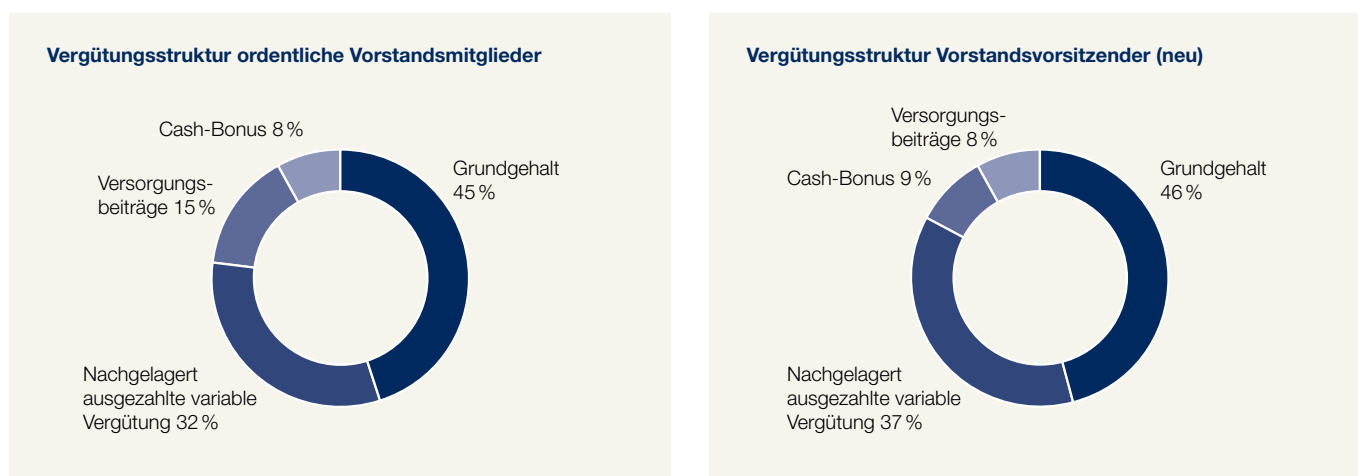 Vergütungsstruktur ordentliche Vorstandsmitglieder
Cash-Bonus 8 %
Grundgehalt
45 %
Versorgungs-
beiträge 15 %
Nachgelagert
ausgezahlte variable
Vergütung 32 %
Vergütungsstruktur Vorstandsvorsitzender (neu)
Versorgungs-
beiträge 8 %
Grundgehalt
46 %
Cash-Bonus 9 %
Nachgelagert
ausgezahlte variable
Vergütung 37 %